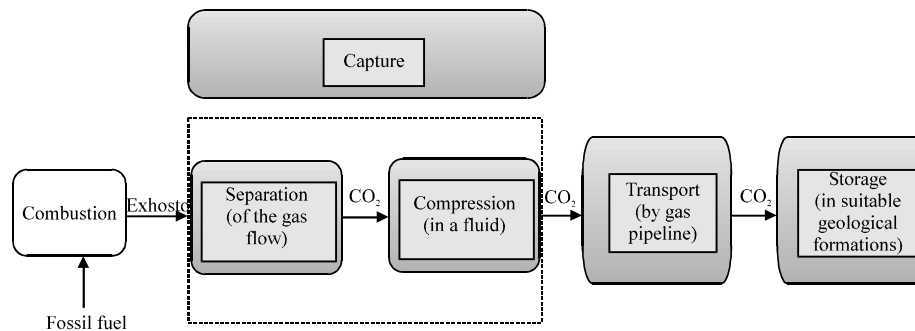 Capture
Combustion
Exhosto
Separation
(of the gas
flow)
CO₂
Compression
(in a fluid)
CO₂
Transport
(by gas
pipeline)
CO₂
Storage
(in suitable
geological
formations)
Fossil fuel